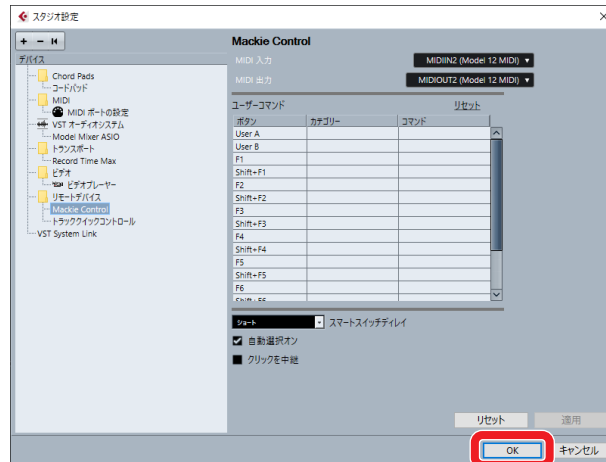 スタジオ設定
+ - |◀
デバイス
Chord Pads
コードパッド
MIDI
MIDI ポートの設定
VST オーディオシステム
Model Mixer ASIO
トランスポート
Record Time Max
ビデオ
ビデオプレーヤー
リモートデバイス
Mackie Control
トラッククイックコントロール
VST System Link
Mackie Control
MIDI 入力 MIDIIN2 (Model 12 MIDI)
MIDI 出力 MIDIOUT2 (Model 12 MIDI)
ユーザーコマンド リセット
ボタン カテゴリー コマンド
User A
User B
F1
Shift+F1
F2
Shift+F2
F3
Shift+F3
F4
Shift+F4
F5
Shift+F5
F6
Shift+F6
ショート スマートスイッチディレイ
自動選択オン
クリックを中継
リセット 適用
OK キャンセル